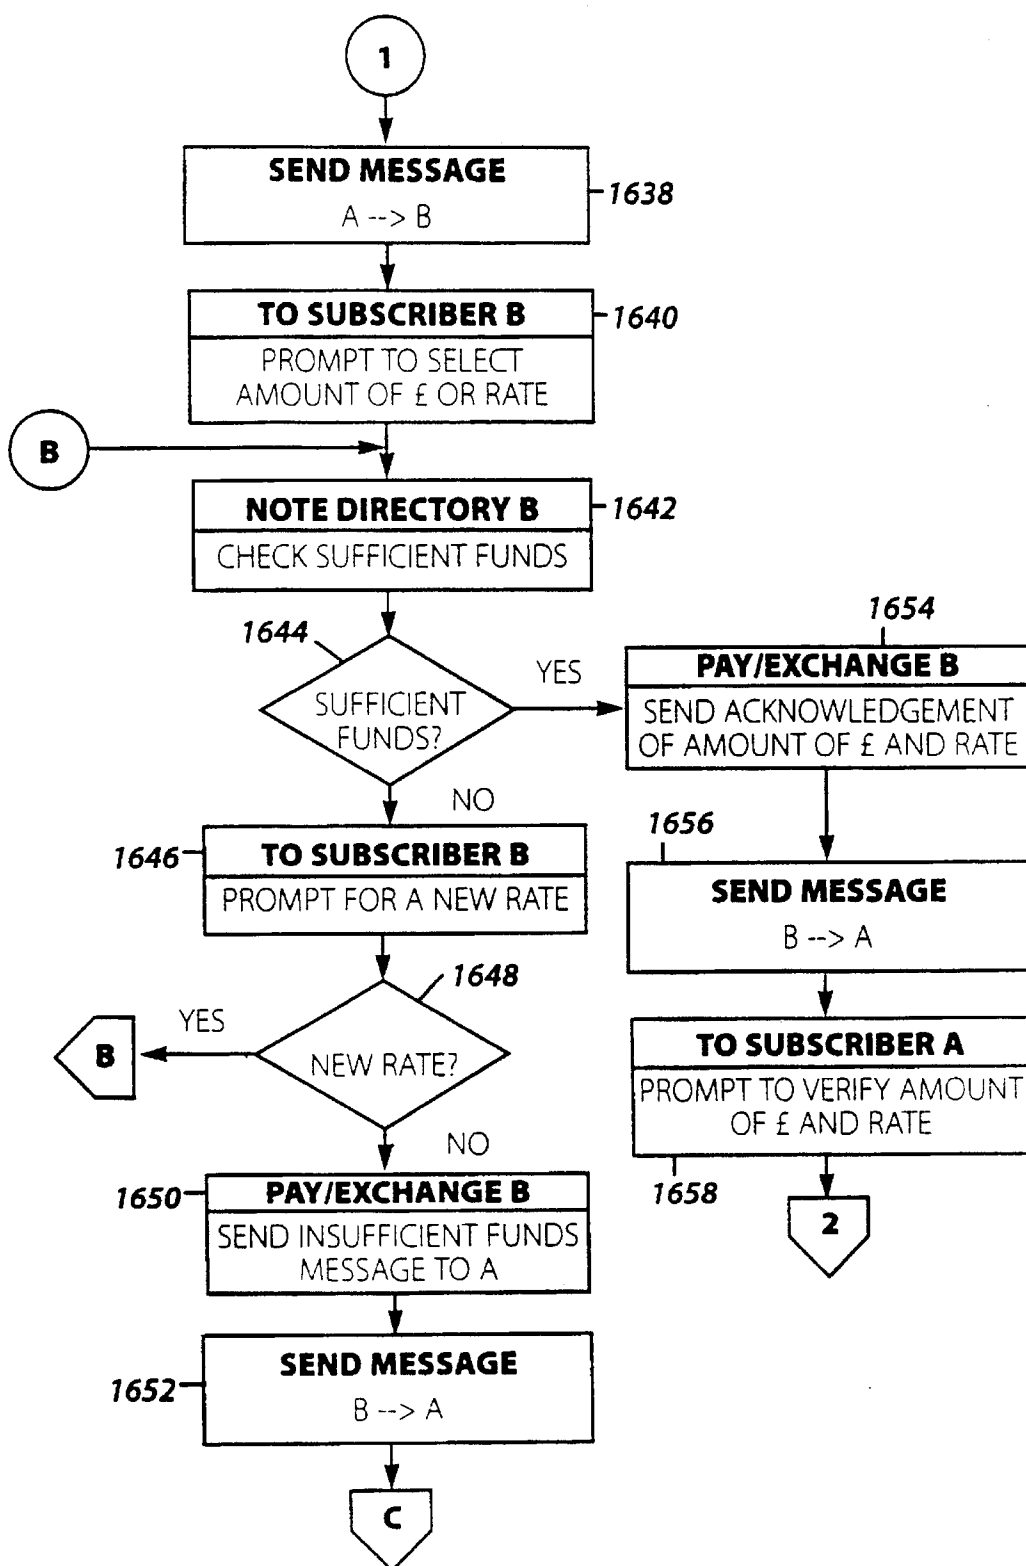 1
SEND MESSAGE
A --> B
1638
TO SUBSCRIBER B
1640
PROMPT TO SELECT
AMOUNT OF £ OR RATE
B
NOTE DIRECTORY B
1642
CHECK SUFFICIENT FUNDS
1644
SUFFICIENT
FUNDS?
YES
NO
1654
PAY/EXCHANGE B
SEND ACKNOWLEDGEMENT
OF AMOUNT OF £ AND RATE
1646
TO SUBSCRIBER B
PROMPT FOR A NEW RATE
1656
SEND MESSAGE
B --> A
1648
NEW RATE?
YES
B
NO
TO SUBSCRIBER A
PROMPT TO VERIFY AMOUNT
OF £ AND RATE
1658
2
1650
PAY/EXCHANGE B
SEND INSUFFICIENT FUNDS
MESSAGE TO A
SEND MESSAGE
1652
B --> A
C